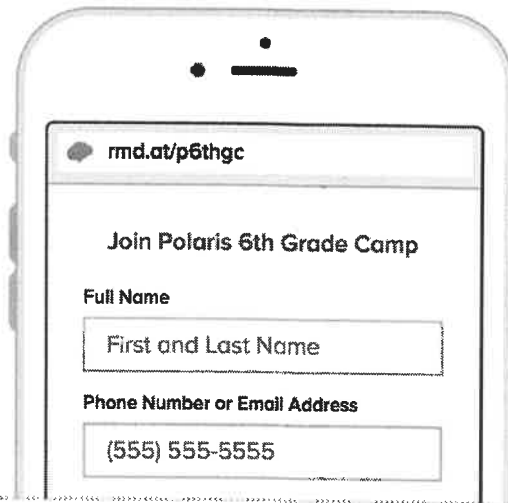 rmd.at/p6thgc
Join Polaris 6th Grade Camp
Full Name
First and Last Name
Phone Number or Email Address
(555) 555-5555